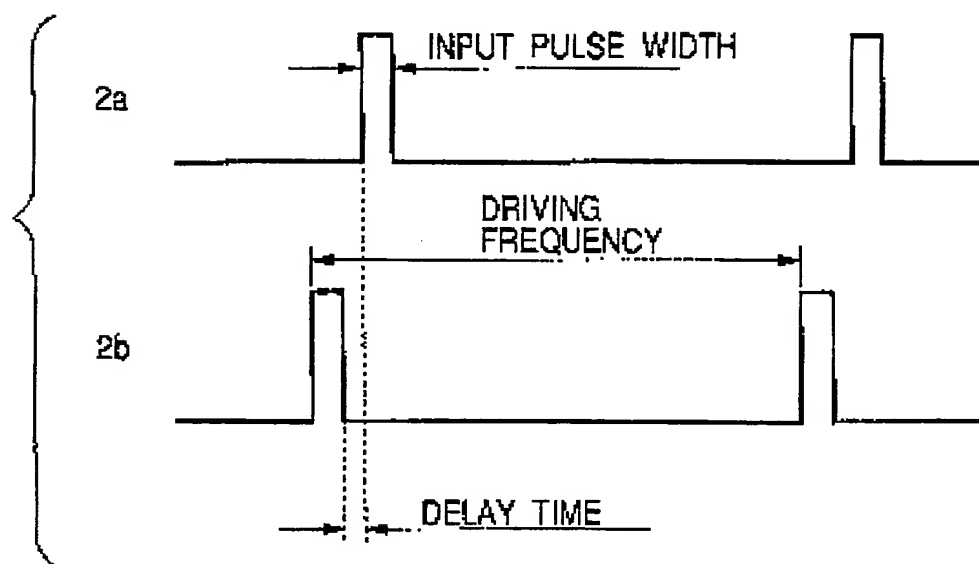 INPUT PULSE WIDTH
2a
DRIVING
FREQUENCY
2b
DELAY TIME